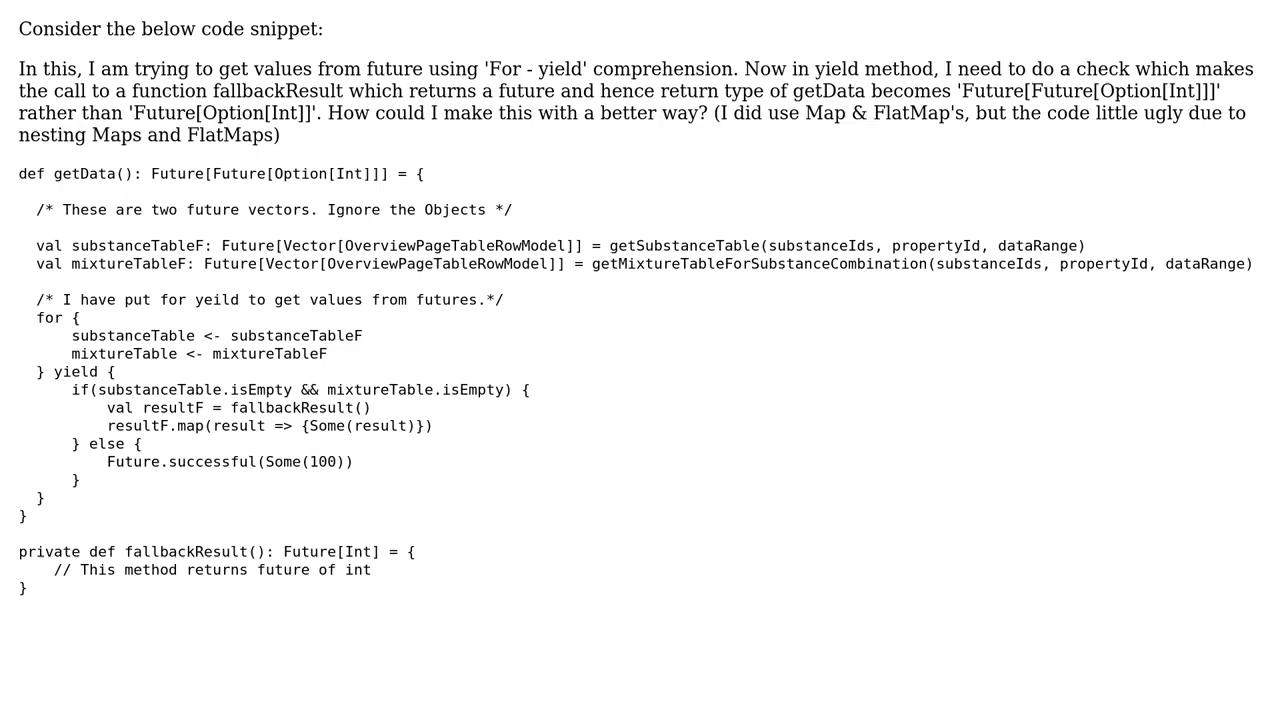 Consider the below code snippet:
In this, I am trying to get values from future using 'For - yield' comprehension. Now in yield method, I need to do a check which makes
the call to a function fallbackResult which returns a future and hence return type of getData becomes 'Future[Future[Option[Int]]]'
rather than 'Future[Option[Int]]'. How could I make this with a better way? (I did use Map & FlatMap's, but the code little ugly due to
nesting Maps and FlatMaps)
def getData(): Future[Future[Option[Int]]] = {
  /* These are two future vectors. Ignore the Objects */
  val substanceTableF: Future[Vector[OverviewPageTableRowModel]] = getSubstanceTable(substanceIds, propertyId, dataRange)
  val mixtureTableF: Future[Vector[OverviewPageTableRowModel]] = getMixtureTableForSubstanceCombination(substanceIds, propertyId, dataRange)
  /* I have put for yeild to get values from futures.*/
  for {
      substanceTable <- substanceTableF
      mixtureTable <- mixtureTableF
  } yield {
      if(substanceTable.isEmpty && mixtureTable.isEmpty) {
          val resultF = fallbackResult()
          resultF.map(result => {Some(result)})
      } else {
          Future.successful(Some(100))
      }
  }
}
private def fallbackResult(): Future[Int] = {
    // This method returns future of int
}